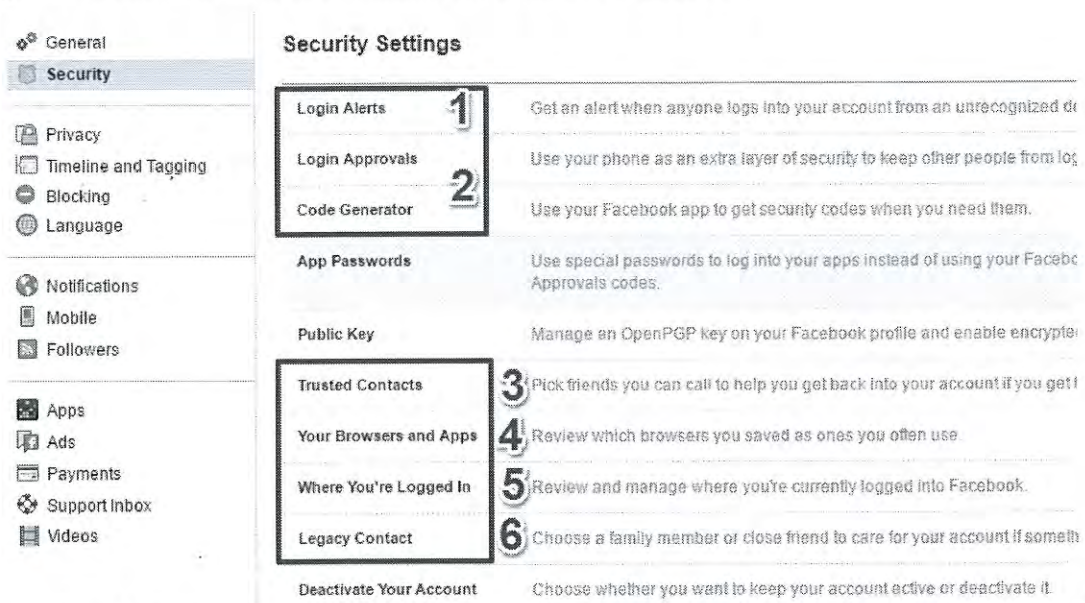 General
Security
Privacy
Timeline and Tagging
Blocking
Language
Notifications
Mobile
Followers
Apps
Ads
Payments
Support Inbox
Videos
Security Settings
Login Alerts 1 Get an alert when anyone logs into your account from an unrecognized
Login Approvals Use your phone as an extra layer of security to keep other people from
2
Code Generator Use your Facebook app to get security codes when you need them.
App Passwords Use special passwords to log into your apps instead of using your
Approvals codes.
Public Key Manage an OpenPGP key on your Facebook profile and enable
Trusted Contacts 3 Pick friends you can call to help you get back into your account if you get
Your Browsers and Apps 4 Review which browsers you saved as ones you often use.
Where You're Logged In 5 Review and manage where you're currently logged into Facebook.
Legacy Contact 6 Choose a family member or close friend to care for your account if
Deactivate Your Account Choose whether you want to keep your account active or deactivate it.